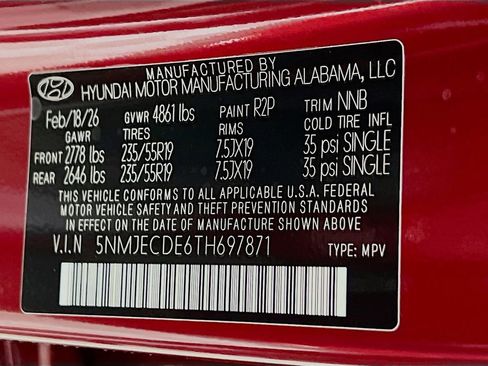 MANUFACTURED BY
HYUNDAI MOTOR MANUFACTURING ALABAMA, LLC
Feb/18/26 GVWR 4861 lbs PAINT R2P TRIM NNB
GAWR TIRES RIMS COLD TIRE INFL
FRONT 2778 lbs 235/55R19 7.5JX19 35 psi SINGLE
REAR 2646 lbs 235/55R19 7.5JX19 35 psi SINGLE
THIS VEHICLE CONFORMS TO ALL APPLICABLE U.S.A. FEDERAL
MOTOR VEHICLE SAFETY AND THEFT PREVENTION STANDARDS
IN EFFECT ON THE DATE OF MANUFACTURE SHOWN ABOVE.
V.I.N 5NMJECDE6TH697871 TYPE: MPV